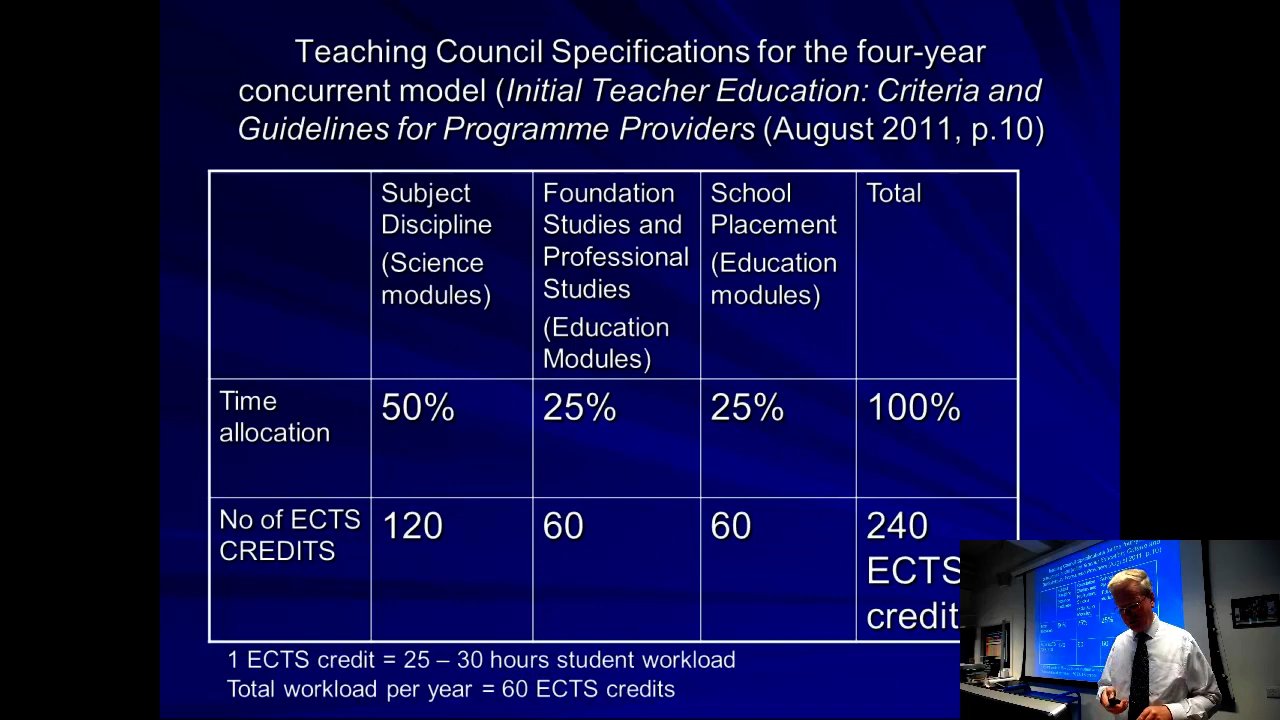 Teaching Council Specifications for the four-year
concurrent model (Initial Teacher Education: Criteria and
Guidelines for Programme Providers (August 2011, p.10)
Subject
Discipline
(Science
modules)
Foundation
Studies and
Professional
Studies
(Education
Modules)
School
Placement
(Education
modules)
Total
Time
allocation
50%
25%
25%
100%
No of ECTS
CREDITS
120
60
60
240
ECTS
credit
1 ECTS credit = 25 – 30 hours student workload
Total workload per year = 60 ECTS credits